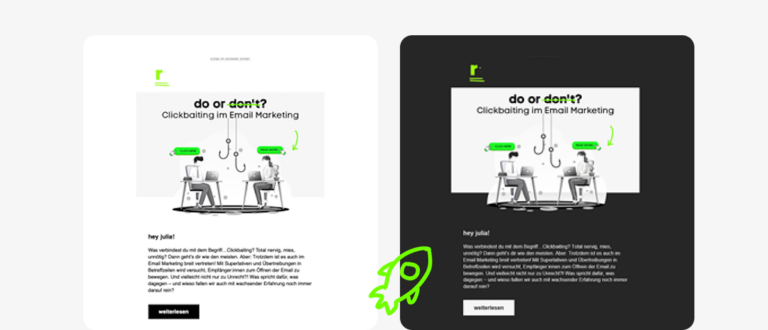 r.
do or don't?
Clickbaiting im Email Marketing
hey julia!
Was verbindest du mit dem Begriff... Clickbaiting? Total nervig, mies,
unnötig? Dann geht's dir wie den meisten. Aber: Trotzdem ist es auch im
Email Marketing breit vertreten! Mit Superlativen und Übertreibungen in
Betreffzeilen wird versucht, Empfänger:innen zum Öffnen der Email zu
bewegen. Und vielleicht nicht nur zu Unrecht?! Was spricht dafür, was
dagegen – und wieso fallen wir auch mit wachsender Erfahrung noch immer
darauf rein?
weiterlesen
r.
do or don't?
Clickbaiting im Email Marketing
hey julia!
Was verbindest du mit dem Begriff... Clickbaiting? Total nervig, mies,
unnötig? Dann geht's dir wie den meisten. Aber: Trotzdem ist es auch im
Email Marketing breit vertreten! Mit Superlativen und Übertreibungen in
Betreffzeilen wird versucht, Empfänger:innen zum Öffnen der Email zu
bewegen. Und vielleicht nicht nur zu Unrecht?! Was spricht dafür, was
dagegen – und wieso fallen wir auch mit wachsender Erfahrung noch immer
darauf rein?
weiterlesen